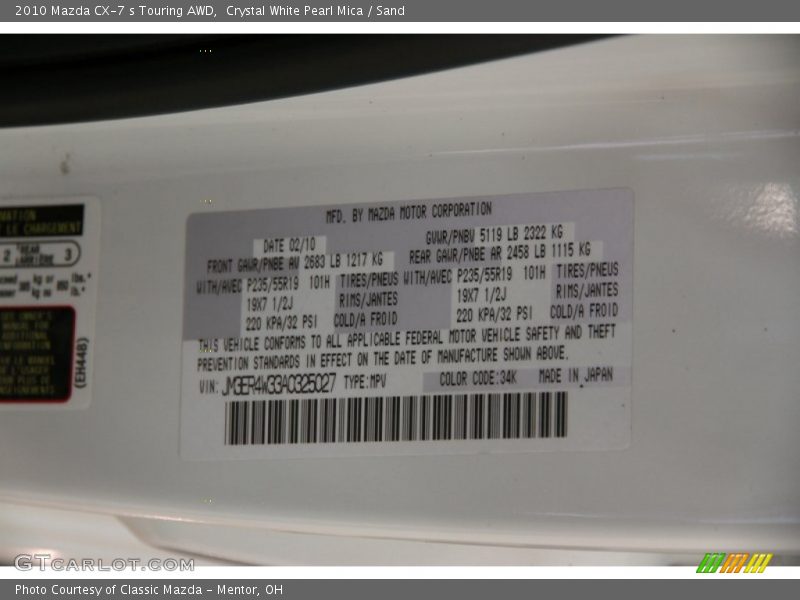 2010 Mazda CX-7 s Touring AWD,  Crystal White Pearl Mica / Sand
MFD. BY MAZDA MOTOR CORPORATION
DATE 02/10 GVWR/PNBV 5119 LB 2322 KG
FRONT GAWR/PNBE AV 2683 LB 1217 KG REAR GAWR/PNBE AR 2458 LB 1115 KG
WITH/AVEC P235/55R19 101H TIRES/PNEUS WITH/AVEC P235/55R19 101H TIRES/PNEUS
19X7 1/2J RIMS/JANTES 19X7 1/2J RIMS/JANTES
220 KPA/32 PSI COLD/A FROID 220 KPA/32 PSI COLD/A FROID
THIS VEHICLE CONFORMS TO ALL APPLICABLE FEDERAL MOTOR VEHICLE SAFETY AND THEFT
PREVENTION STANDARDS IN EFFECT ON THE DATE OF MANUFACTURE SHOWN ABOVE.
VIN: JM3ER4W33A0325027 TYPE:MPV COLOR CODE:34K MADE IN JAPAN
LE CHARGEMENT
2 REAR ARRIERE 3
(EH44B)
GTCARLOT.COM
Photo Courtesy of Classic Mazda - Mentor, OH